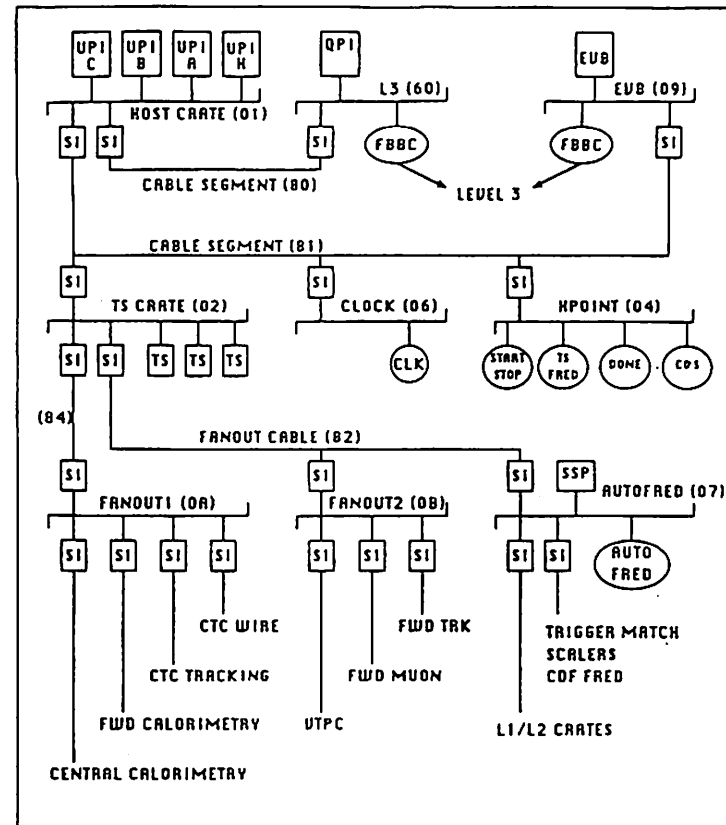 UPI C UPI B UPI A UPI H QPI EVB
L3 (60) EVB (09)
HOST CRATE (01)
SI SI SI FBBC FBBC SI
CABLE SEGMENT (80) LEVEL 3
CABLE SEGMENT (81)
SI SI SI
TS CRATE (02) CLOCK (06) XPOINT (04)
SI SI TS TS TS CLK START STOP TS FRED DONE CDS
(84)
FANOUT CABLE (82)
SI SI SI SSP
FANOUT1 (0A) FANOUT2 (0B) AUTOFRED (07)
SI SI SI SI SI SI SI SI SI AUTO FRED
CTC WIRE FWD TRK TRIGGER MATCH
SCALERS
CTC TRACKING FWD MUON CDF FRED
FWD CALORIMETRY VTPC L1/L2 CRATES
CENTRAL CALORIMETRY